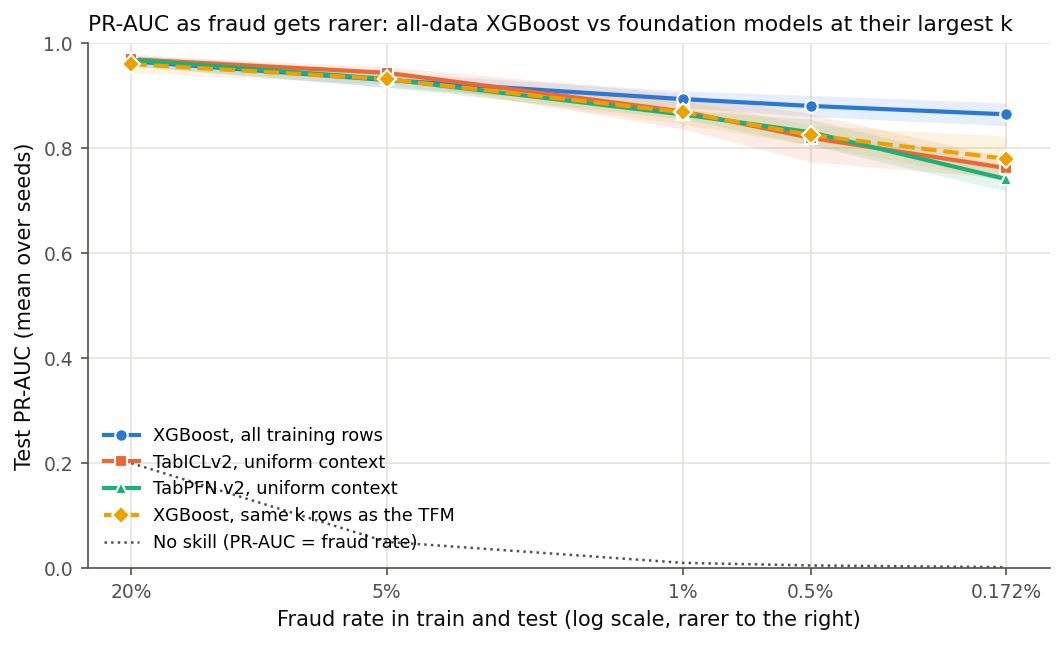 PR-AUC as fraud gets rarer: all-data XGBoost vs foundation models at their largest k
Test PR-AUC (mean over seeds)
1.0
0.8
0.6
0.4
0.2
0.0
XGBoost, all training rows
TabICLv2, uniform context
TabPFN v2, uniform context
XGBoost, same k rows as the TFM
No skill (PR-AUC = fraud rate)
20%
5%
1%
0.5%
0.172%
Fraud rate in train and test (log scale, rarer to the right)